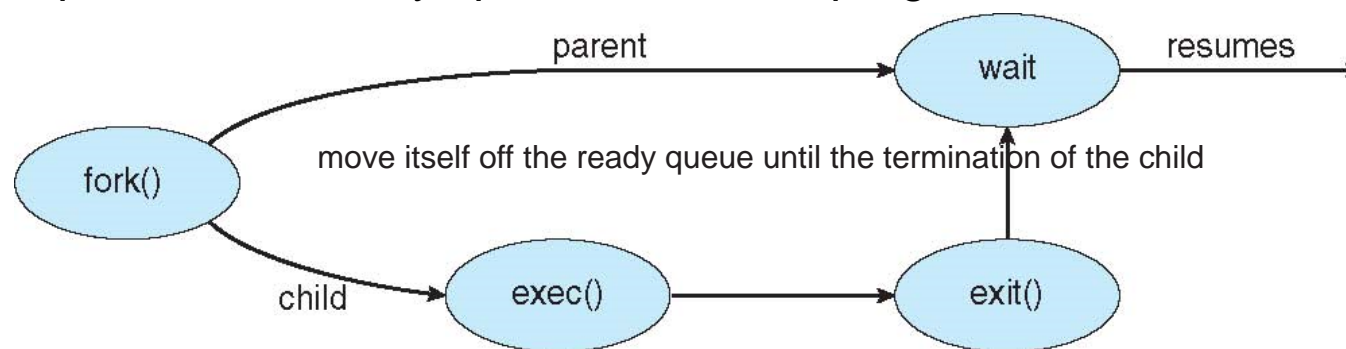 parent
wait
resumes
move itself off the ready queue until the termination of the child
fork()
child
exec()
exit()